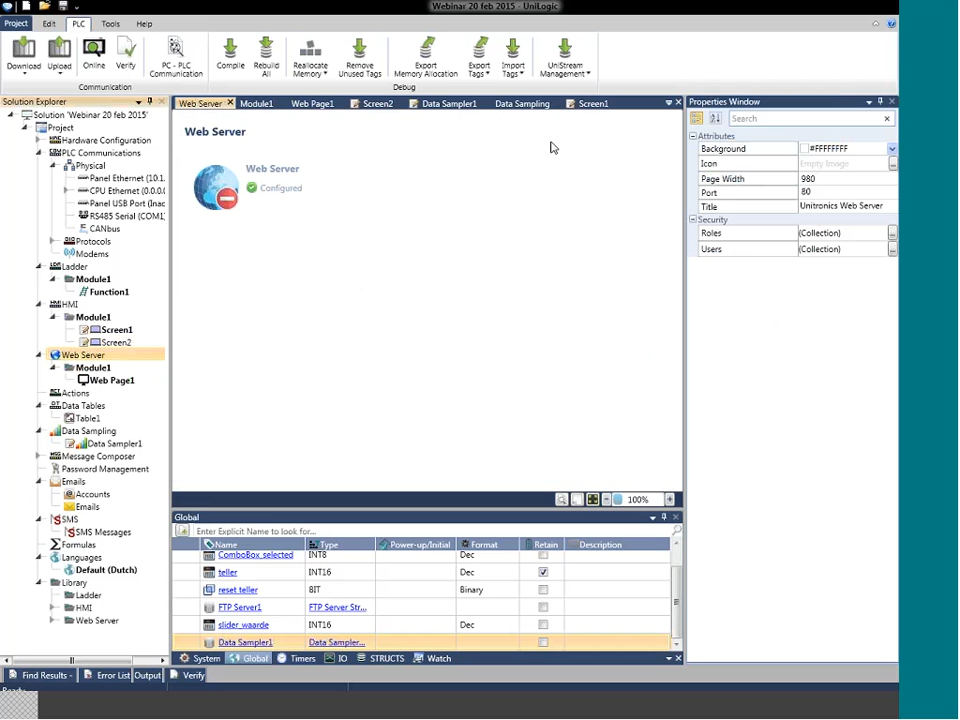 Webinar 20 feb 2015* - UniLogic
Project Edit PLC Tools Help
Download Upload Online Verify PC - PLC Communication Compile Rebuild All Reallocate Memory Remove Unused Tags Export Memory Allocation Export Tags Import Tags UniStream Management
Communication Debug
Solution Explorer
Solution 'Webinar 20 feb 2015'
Project
Hardware Configuration
PLC Communications
Physical
Panel Ethernet (10.1.
CPU Ethernet (0.0.0.
Panel USB Port (Inac
RS485 Serial (COM1)
CANbus
Protocols
Modems
Ladder
Module1
Function1
HMI
Module1
Screen1
Screen2
Web Server
Module1
Web Page1
Actions
Data Tables
Table1
Data Sampling
Data Sampler1
Message Composer
Password Management
Emails
Accounts
Emails
SMS
SMS Messages
Formulas
Languages
Default (Dutch)
Library
Ladder
HMI
Web Server
Web Server Module1 Web Page1 Screen2 Data Sampler1 Data Sampling Screen1
Web Server
Web Server
Configured
100%
Global
Enter Explicit Name to look for...
Name Type Power-up/Initial Format Retain Description
ComboBox selected INT8 Dec
teller INT16 Dec
reset teller BIT Binary
FTP Server1 FTP Server Str...
slider_waarde INT16 Dec
Data Sampler1 Data Sampler...
System Global Timers IO STRUCTS Watch
Properties Window
Search
Attributes
Background #FFFFFFFF
Icon Empty Image
Page Width 980
Port 80
Title Unitronics Web Server
Security
Roles (Collection)
Users (Collection)
Find Results - Error List Output Verify